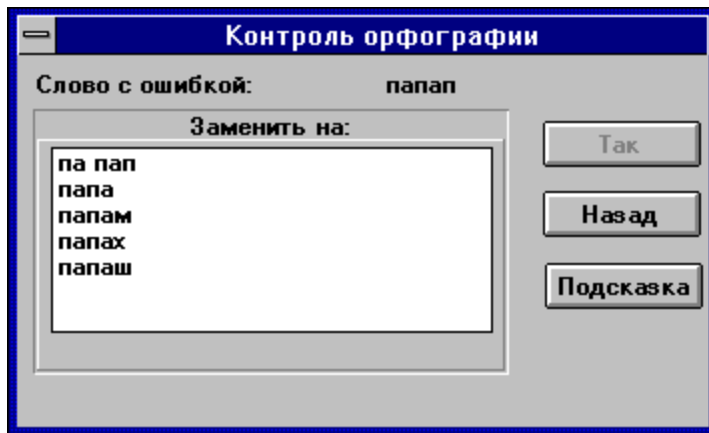 Контроль орфографии
Слово с ошибкой: папап
Заменить на:
па пап
папа
папам
папах
папаш
Так
Назад
Подсказка